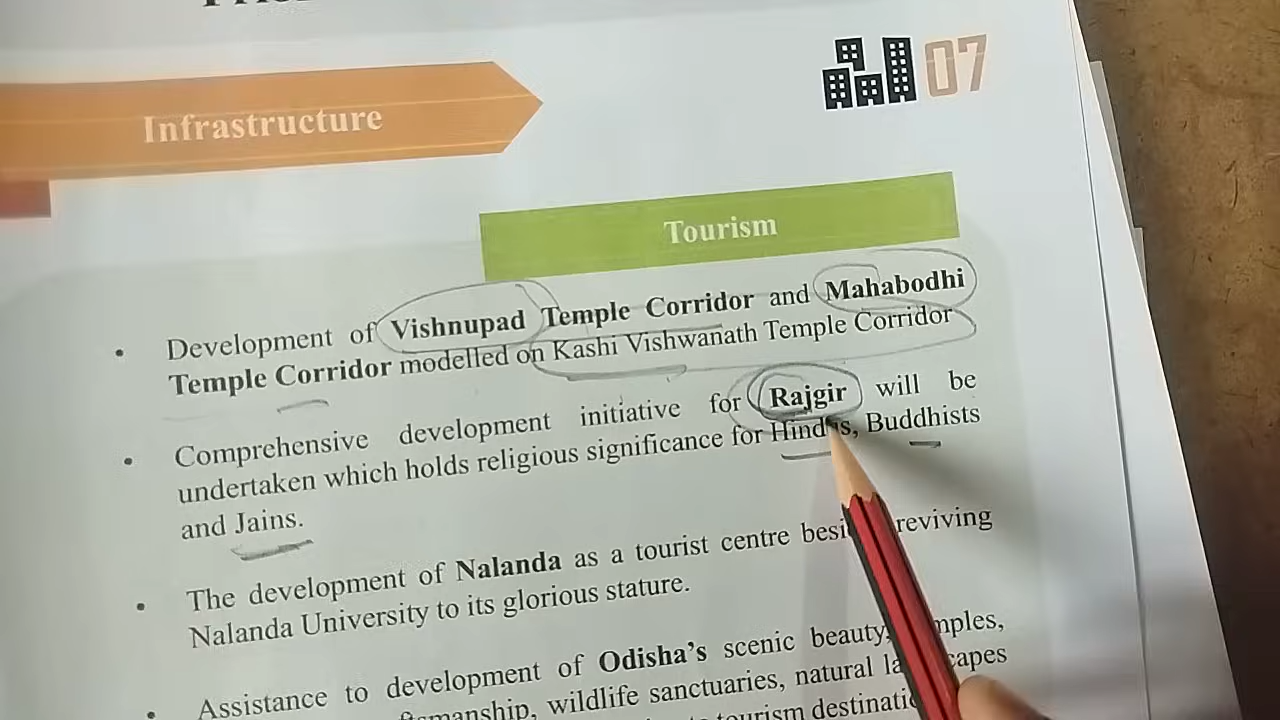 07
Infrastructure
Tourism
• Development of Vishnupad Temple Corridor and Mahabodhi
Temple Corridor modelled on Kashi Vishwanath Temple Corridor
• Comprehensive development initiative for Rajgir will be
undertaken which holds religious significance for Hindus, Buddhists
and Jains.
• The development of Nalanda as a tourist centre reviving
Nalanda University to its glorious stature.
• Assistance to development of Odisha's scenic beauty,
wildlife sanctuaries, natural
tourism